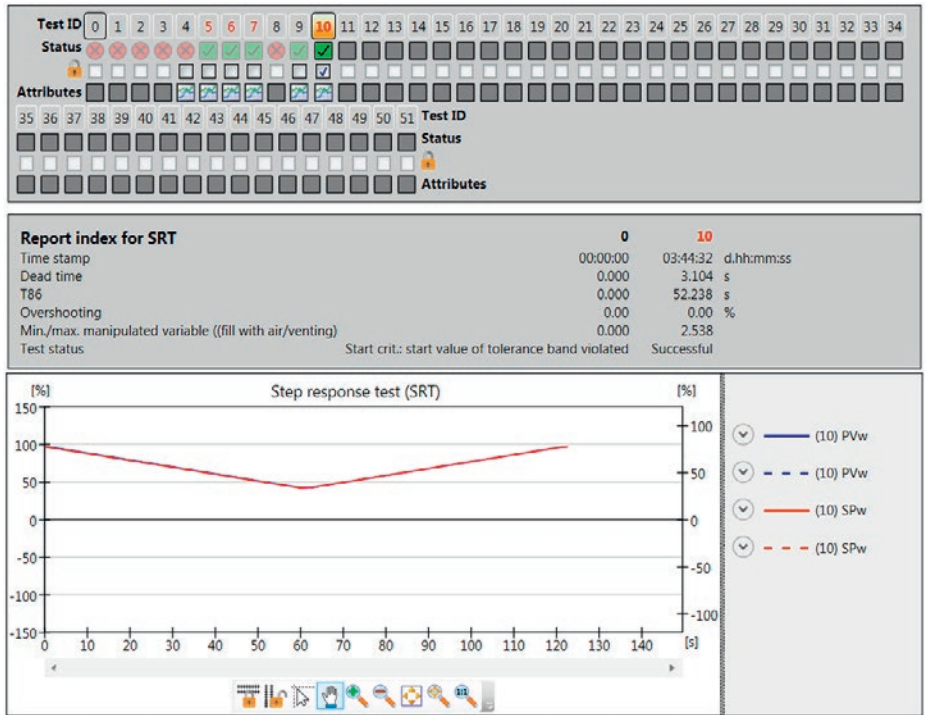 Test ID 0 1 2 3 4 5 6 7 8 9 10 11 12 13 14 15 16 17 18 19 20 21 22 23 24 25 26 27 28 29 30 31 32 33 34
Status
Attributes
35 36 37 38 39 40 41 42 43 44 45 46 47 48 49 50 51 Test ID
Status
Attributes
Report index for SRT 0 10
Time stamp 00:00:00 03:44:32 d.hh:mm:ss
Dead time 0.000 3.104 s
T86 0.000 52.238 s
Overshooting 0.00 0.00 %
Min./max. manipulated variable ((fill with air/venting) 0.000 2.538
Test status Start crit.: start value of tolerance band violated Successful
[%] Step response test (SRT) [%]
150
100 100
50 50
0 0
-50 -50
-100 -100
-150
0 10 20 30 40 50 60 70 80 90 100 110 120 130 140 [s]
(10) PVw
(10) PVw
(10) SPw
(10) SPw
1:1